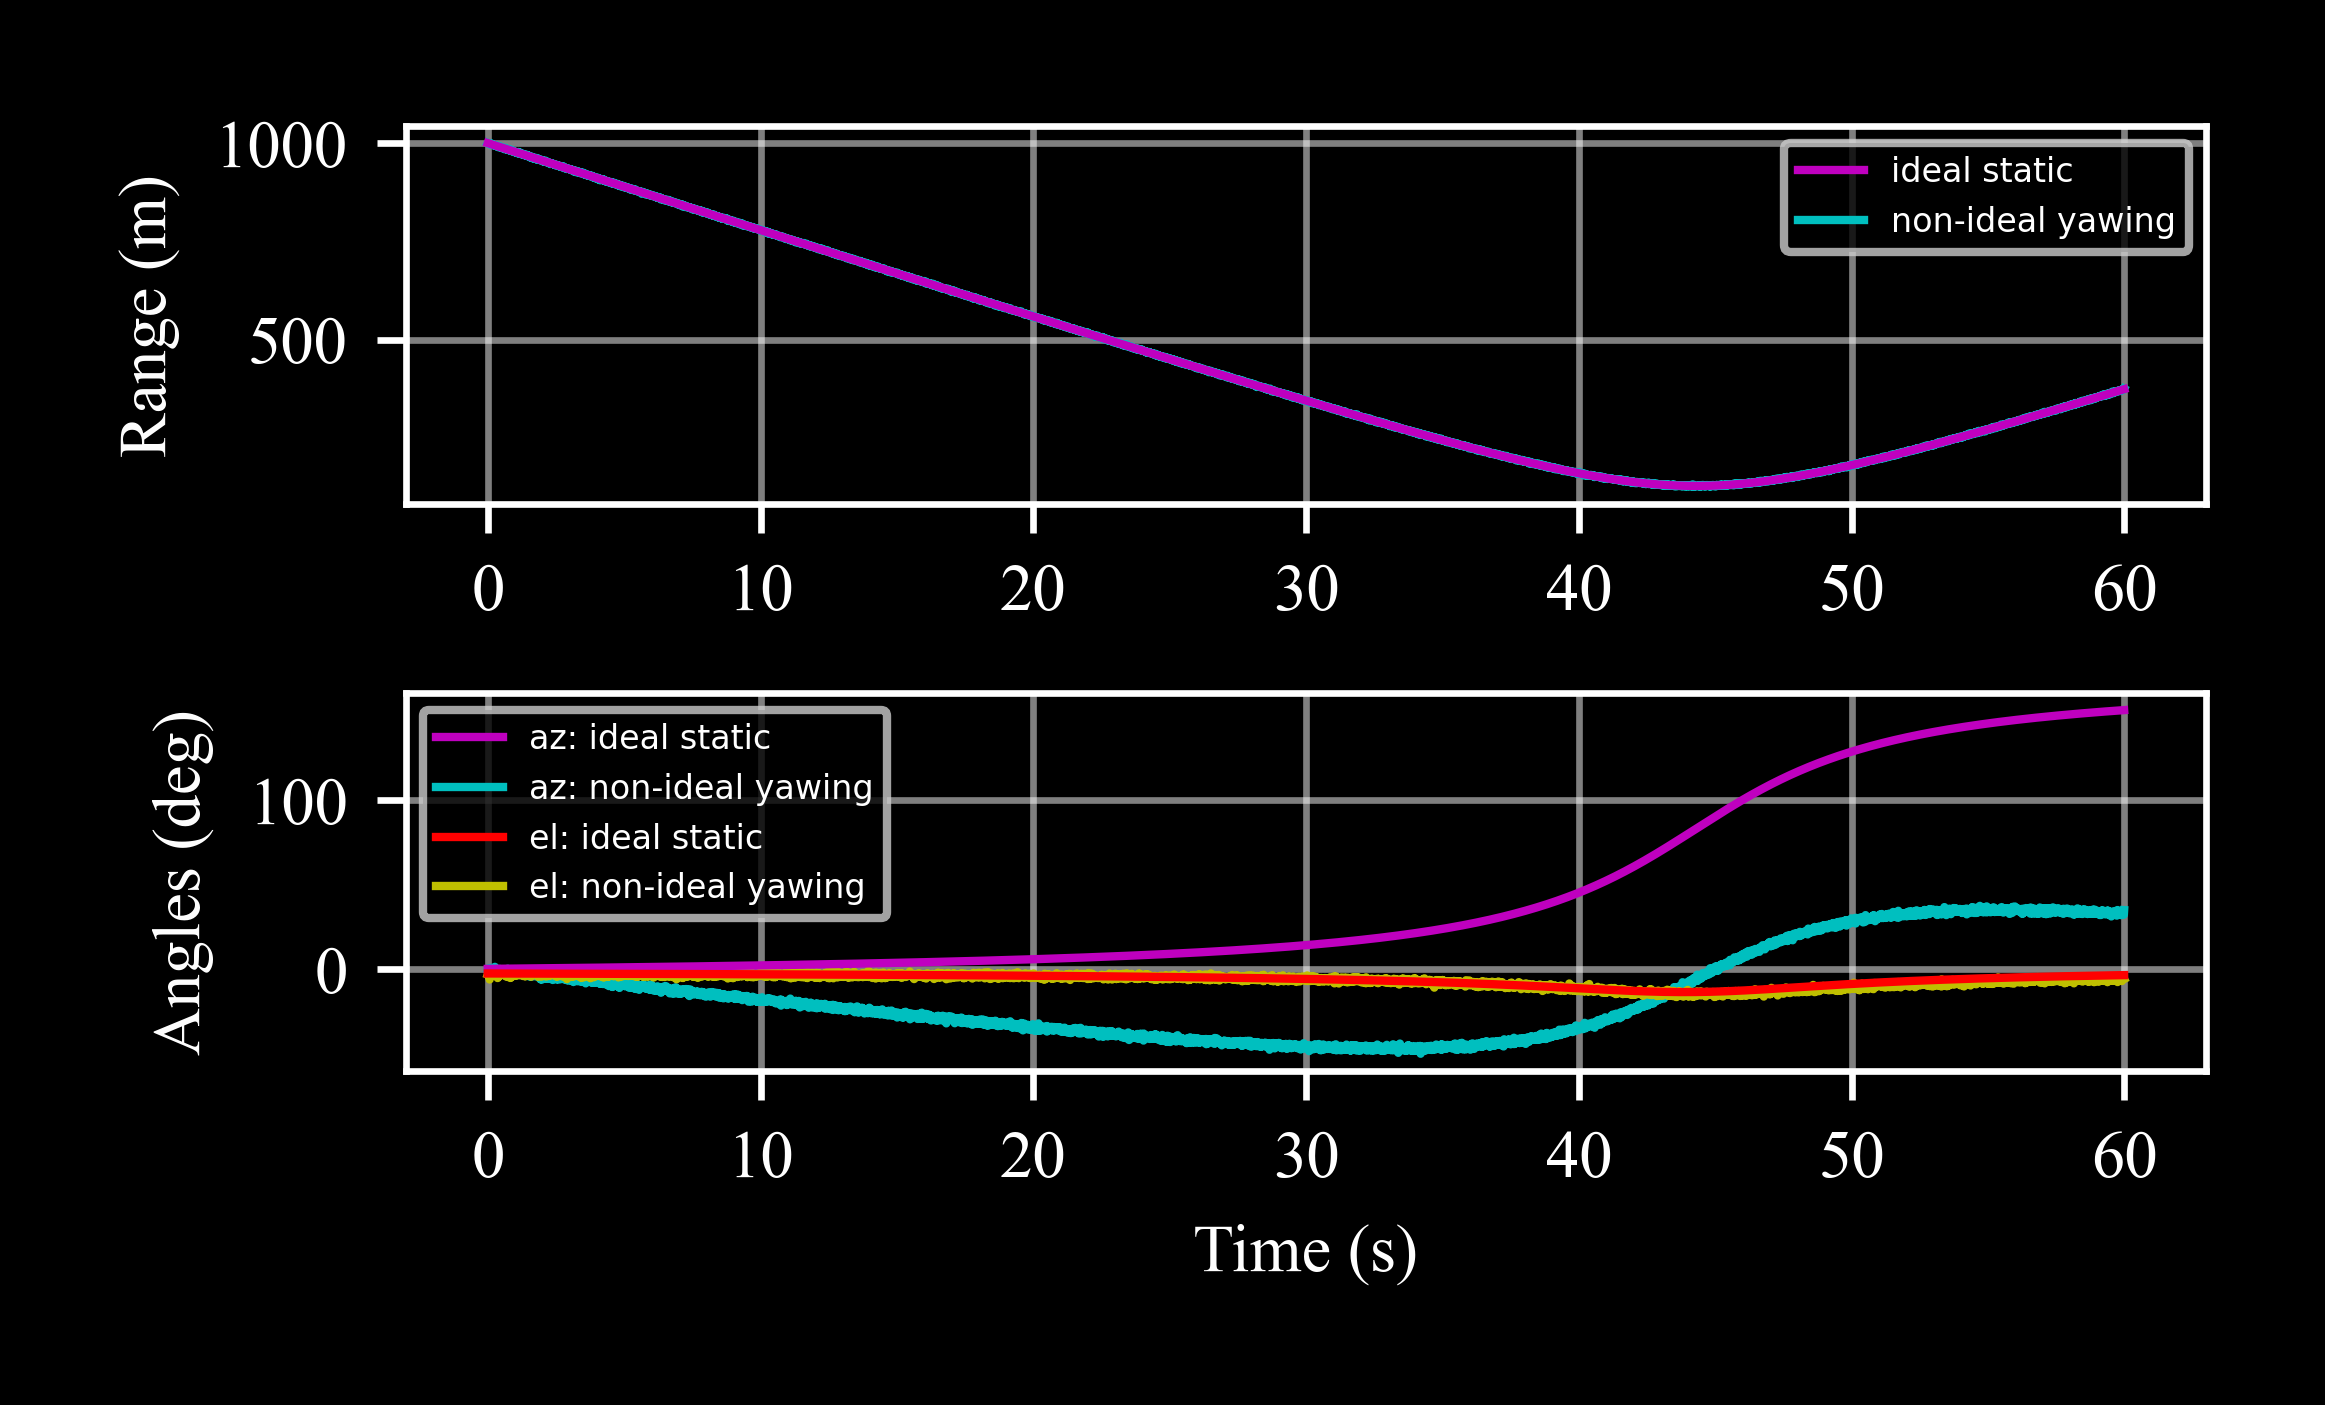 Range (m)
1000
500
ideal static
non-ideal yawing
0 10 20 30 40 50 60
Angles (deg)
100
0
az: ideal static
az: non-ideal yawing
el: ideal static
el: non-ideal yawing
0 10 20 30 40 50 60
Time (s)